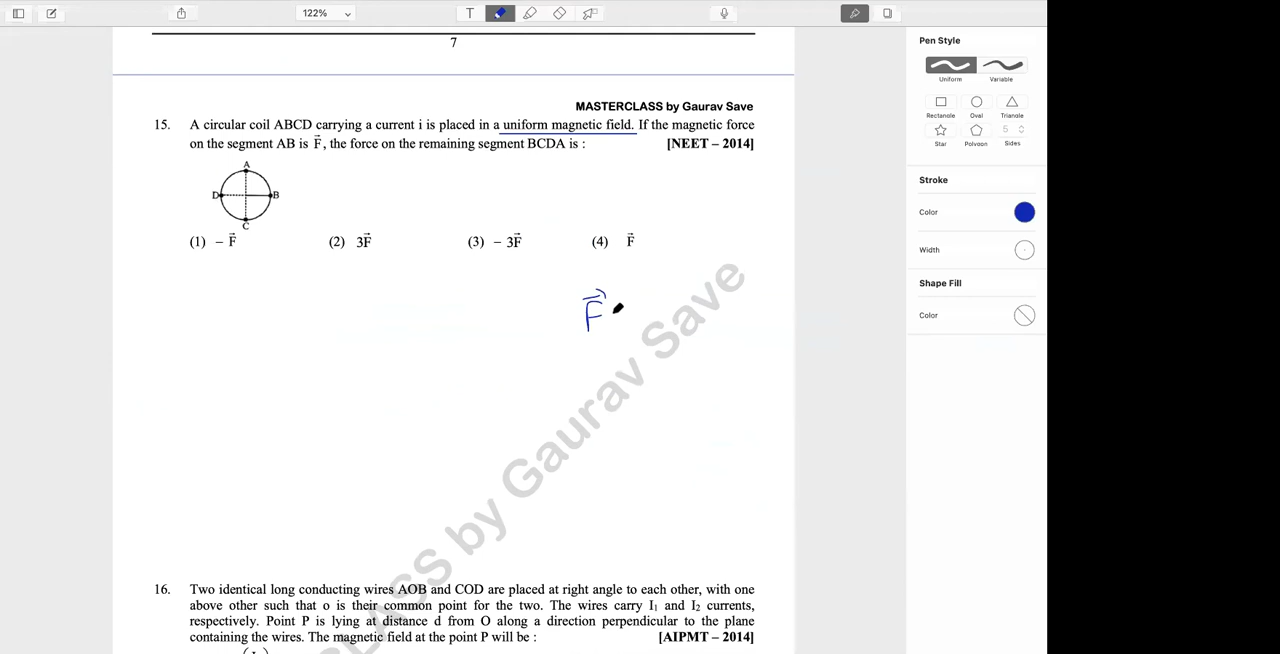 122%
T
Pen Style
7
Uniform Variable
MASTERCLASS by Gaurav Save
15. A circular coil ABCD carrying a current i is placed in a uniform magnetic field. If the magnetic force
on the segment AB is F⃗, the force on the remaining segment BCDA is : [NEET – 2014]
Rectangle Oval Triangle
5
Star Polygon Sides
A
D B
C
Stroke
Color
(1) – F⃗ (2) 3F⃗ (3) – 3F⃗ (4) F⃗
Width
Shape Fill
F⃗
Color
MASTERCLASS by Gaurav Save
16. Two identical long conducting wires AOB and COD are placed at right angle to each other, with one
above other such that o is their common point for the two. The wires carry I₁ and I₂ currents,
respectively. Point P is lying at distance d from O along a direction perpendicular to the plane
containing the wires. The magnetic field at the point P will be : [AIPMT – 2014]